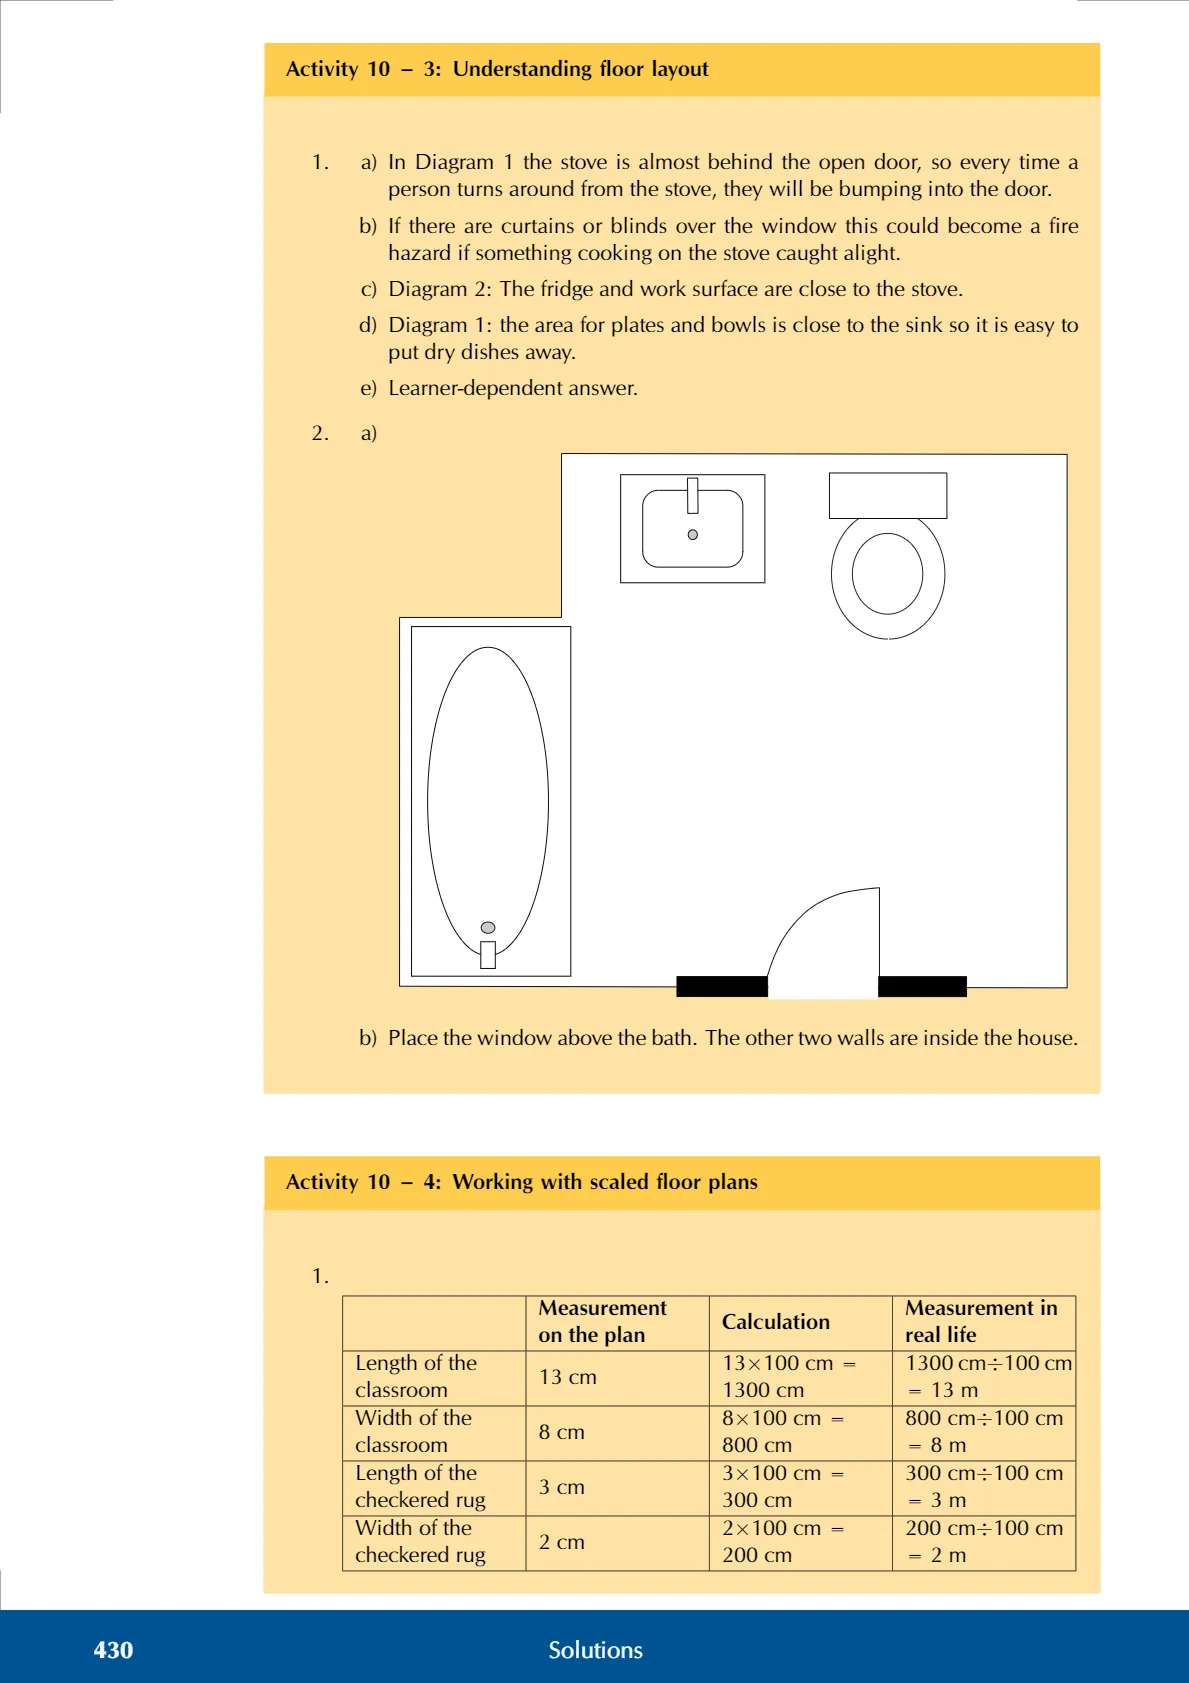 Activity 10 – 3: Understanding floor layout
1. a) In Diagram 1 the stove is almost behind the open door, so every time a
person turns around from the stove, they will be bumping into the door.
b) If there are curtains or blinds over the window this could become a fire
hazard if something cooking on the stove caught alight.
c) Diagram 2: The fridge and work surface are close to the stove.
d) Diagram 1: the area for plates and bowls is close to the sink so it is easy to
put dry dishes away.
e) Learner-dependent answer.
2. a)
b) Place the window above the bath. The other two walls are inside the house.
Activity 10 – 4: Working with scaled floor plans
1.
Measurement
on the plan
Calculation
Measurement in
real life
Length of the
classroom
13 cm
13×100 cm =
1300 cm
1300 cm÷100 cm
= 13 m
Width of the
classroom
8 cm
8×100 cm =
800 cm
800 cm÷100 cm
= 8 m
Length of the
checkered rug
3 cm
3×100 cm =
300 cm
300 cm÷100 cm
= 3 m
Width of the
checkered rug
2 cm
2×100 cm =
200 cm
200 cm÷100 cm
= 2 m
430
Solutions